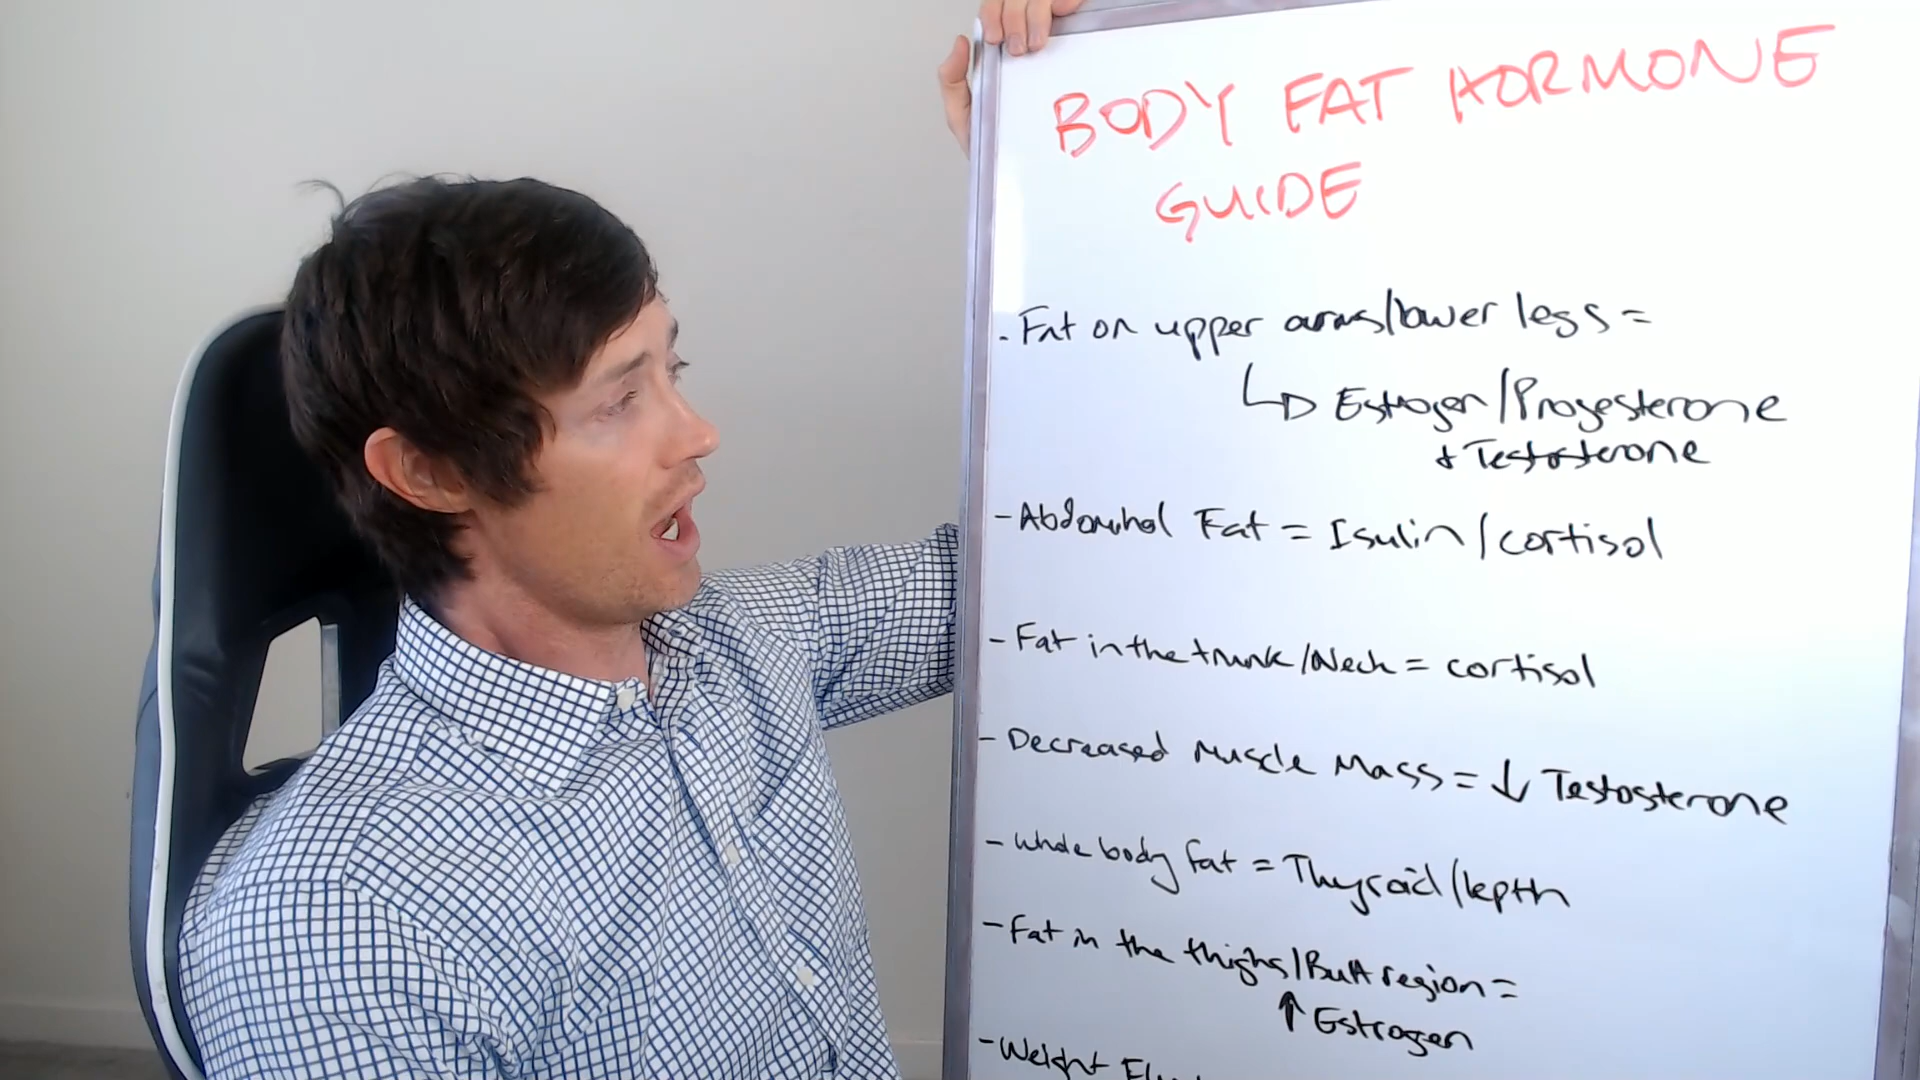 BODY FAT HORMONE
GUIDE
- Fat on upper arms/lower legs =
↳ Estrogen/Progesterone
+ Testosterone
- Abdominal Fat = Isulin/cortisol
- Fat in the trunk/Neck = cortisol
- Decreased Muscle Mass = ↓ Testosterone
- Whole body fat = Thyroid/leptin
- Fat in the thighs/Butt region =
↑ Estrogen
- Weight